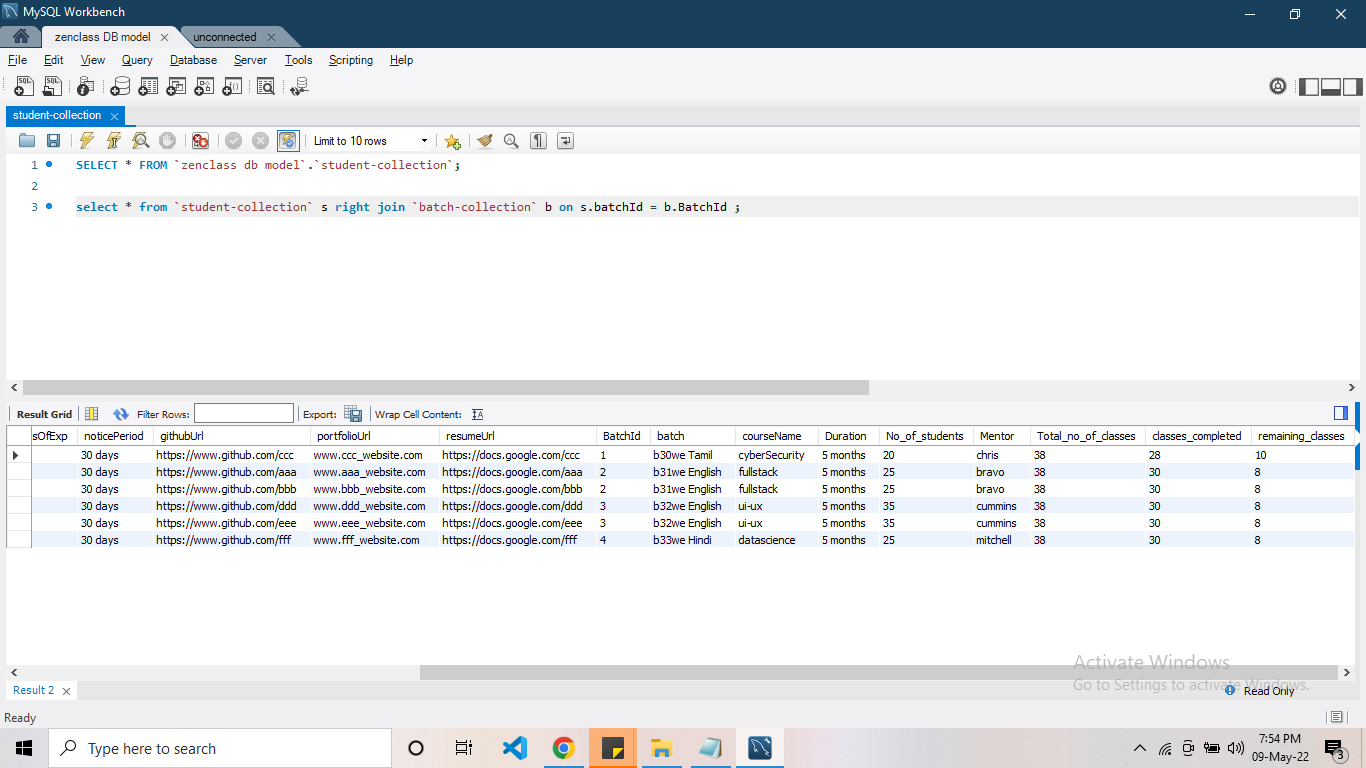 MySQL Workbench
zenclass DB model unconnected
File Edit View Query Database Server Tools Scripting Help
student-collection
Limit to 10 rows
1 SELECT * FROM `zenclass db model`.`student-collection`;
2
3 select * from `student-collection` s right join `batch-collection` b on s.batchId = b.BatchId ;
Result Grid Filter Rows: Export: Wrap Cell Content:
sOfExp noticePeriod githubUrl portfolioUrl resumeUrl BatchId batch courseName Duration No_of_students Mentor Total_no_of_classes classes_completed remaining_classes
30 days https://www.github.com/ccc www.ccc_website.com https://docs.google.com/ccc 1 b30we Tamil cyberSecurity 5 months 20 chris 38 28 10
30 days https://www.github.com/aaa www.aaa_website.com https://docs.google.com/aaa 2 b31we English fullstack 5 months 25 bravo 38 30 8
30 days https://www.github.com/bbb www.bbb_website.com https://docs.google.com/bbb 2 b31we English fullstack 5 months 25 bravo 38 30 8
30 days https://www.github.com/ddd www.ddd_website.com https://docs.google.com/ddd 3 b32we English ui-ux 5 months 35 cummins 38 30 8
30 days https://www.github.com/eee www.eee_website.com https://docs.google.com/eee 3 b32we English ui-ux 5 months 35 cummins 38 30 8
30 days https://www.github.com/fff www.fff_website.com https://docs.google.com/fff 4 b33we Hindi datascience 5 months 25 mitchell 38 30 8
Activate Windows
Go to Settings to activate Windows.
Result 2 Read Only
Ready
Type here to search
7:54 PM
09-May-22
3